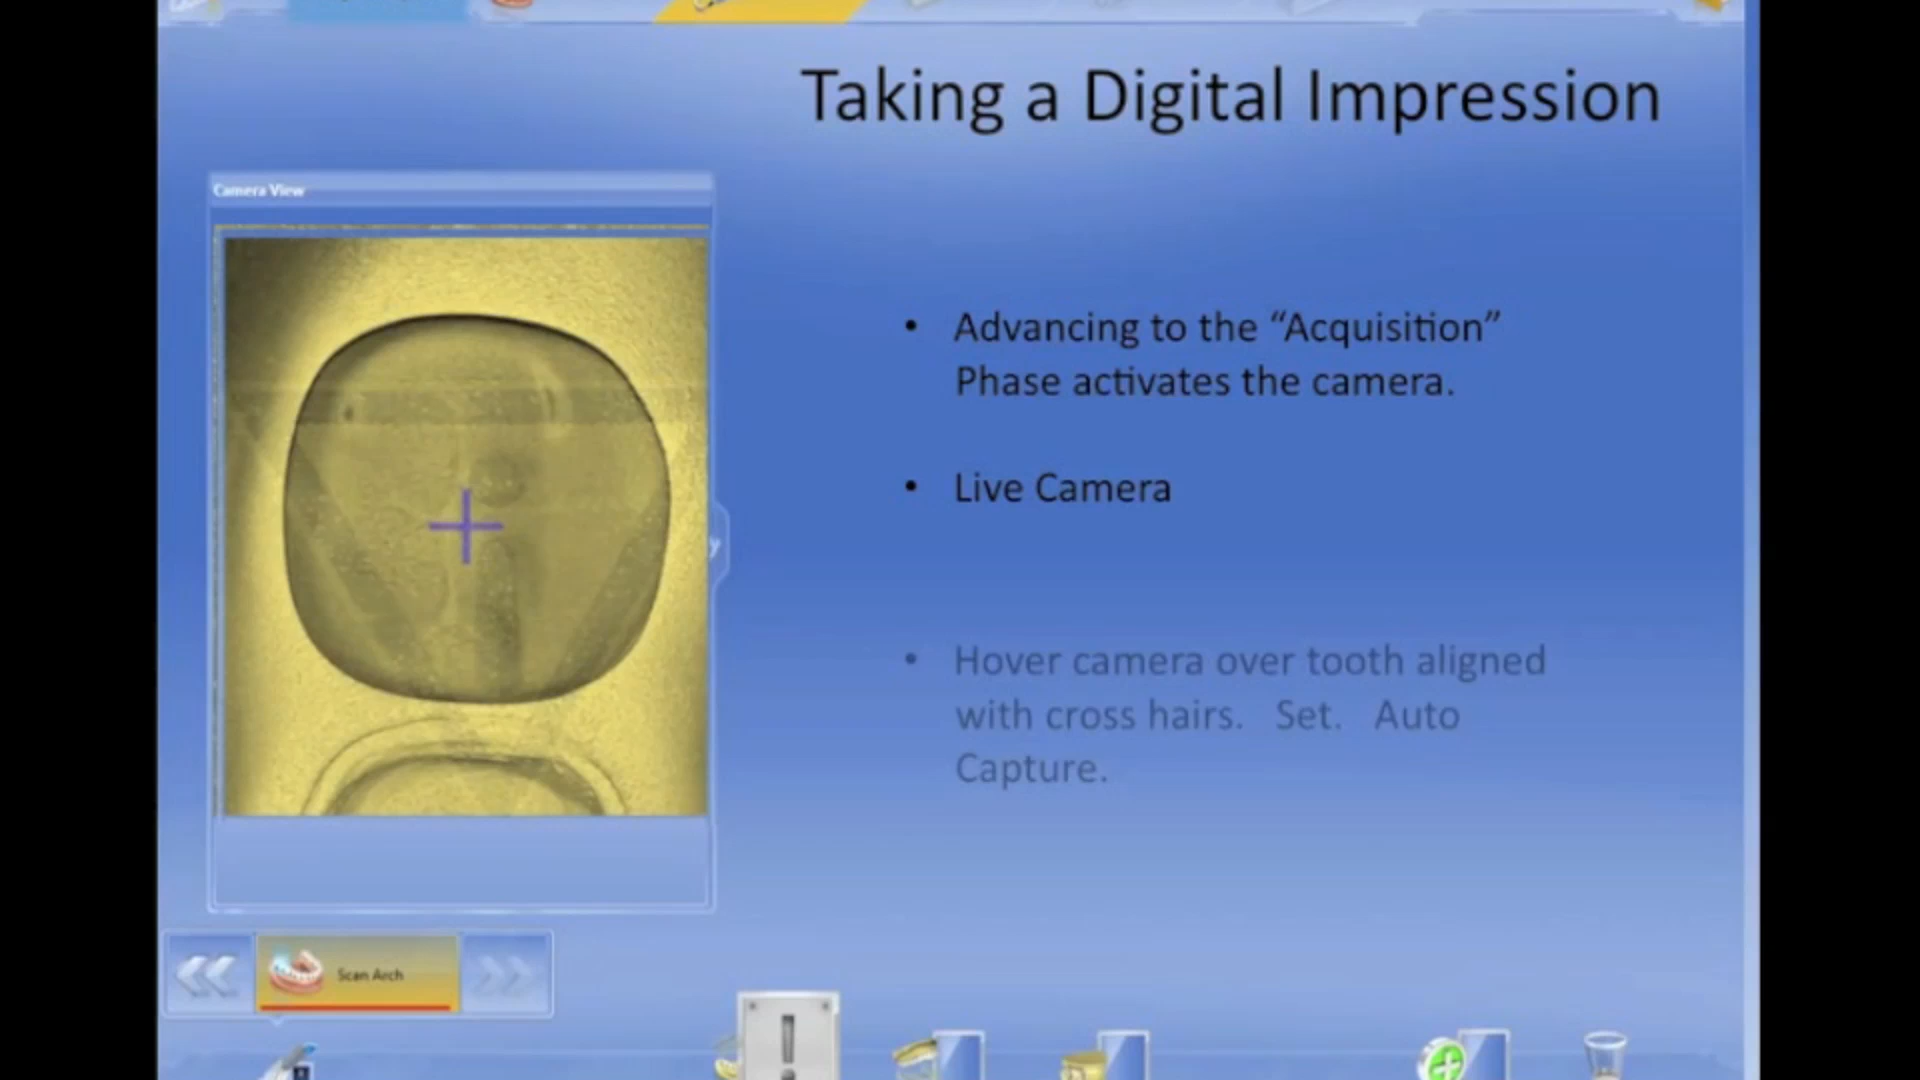 Taking a Digital Impression
Camera View
• Advancing to the “Acquisition”
Phase activates the camera.
• Live Camera
• Hover camera over tooth aligned
with cross hairs. Set. Auto
Capture.
Scan Arch